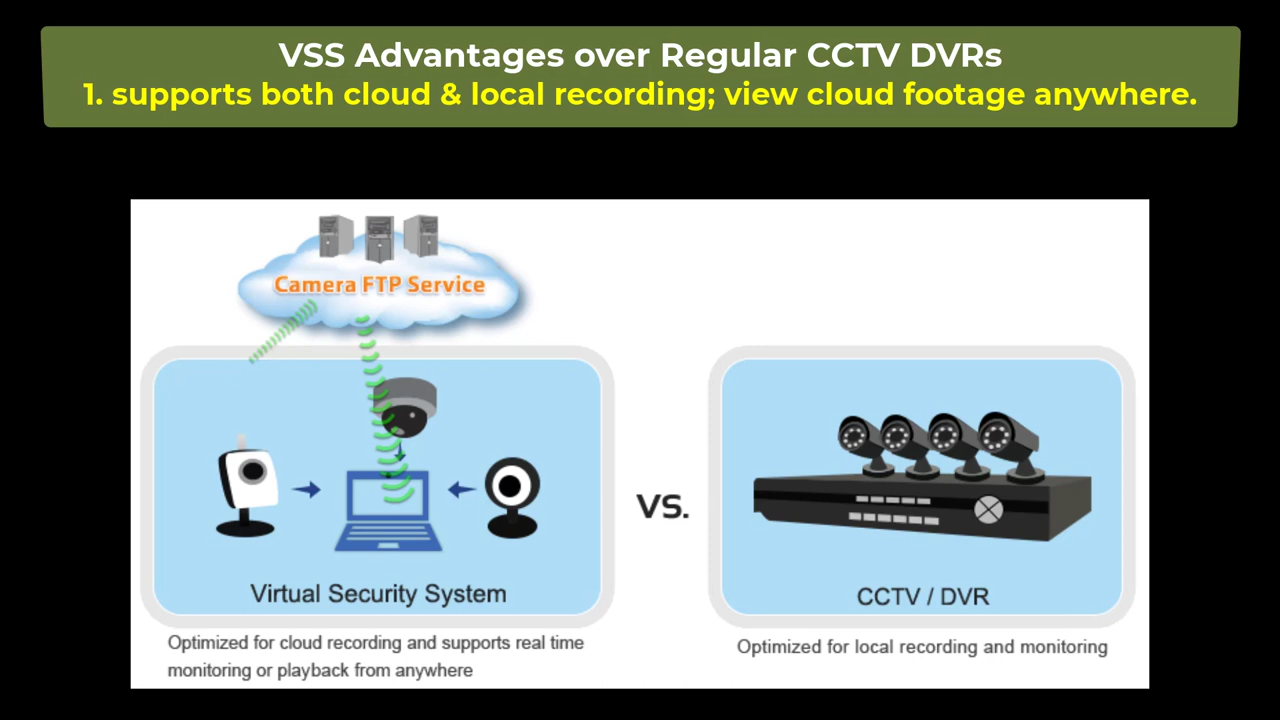 VSS Advantages over Regular CCTV DVRs
1. supports both cloud & local recording; view cloud footage anywhere.
Camera FTP Service
Virtual Security System
Optimized for cloud recording and supports real time
monitoring or playback from anywhere
VS.
CCTV / DVR
Optimized for local recording and monitoring